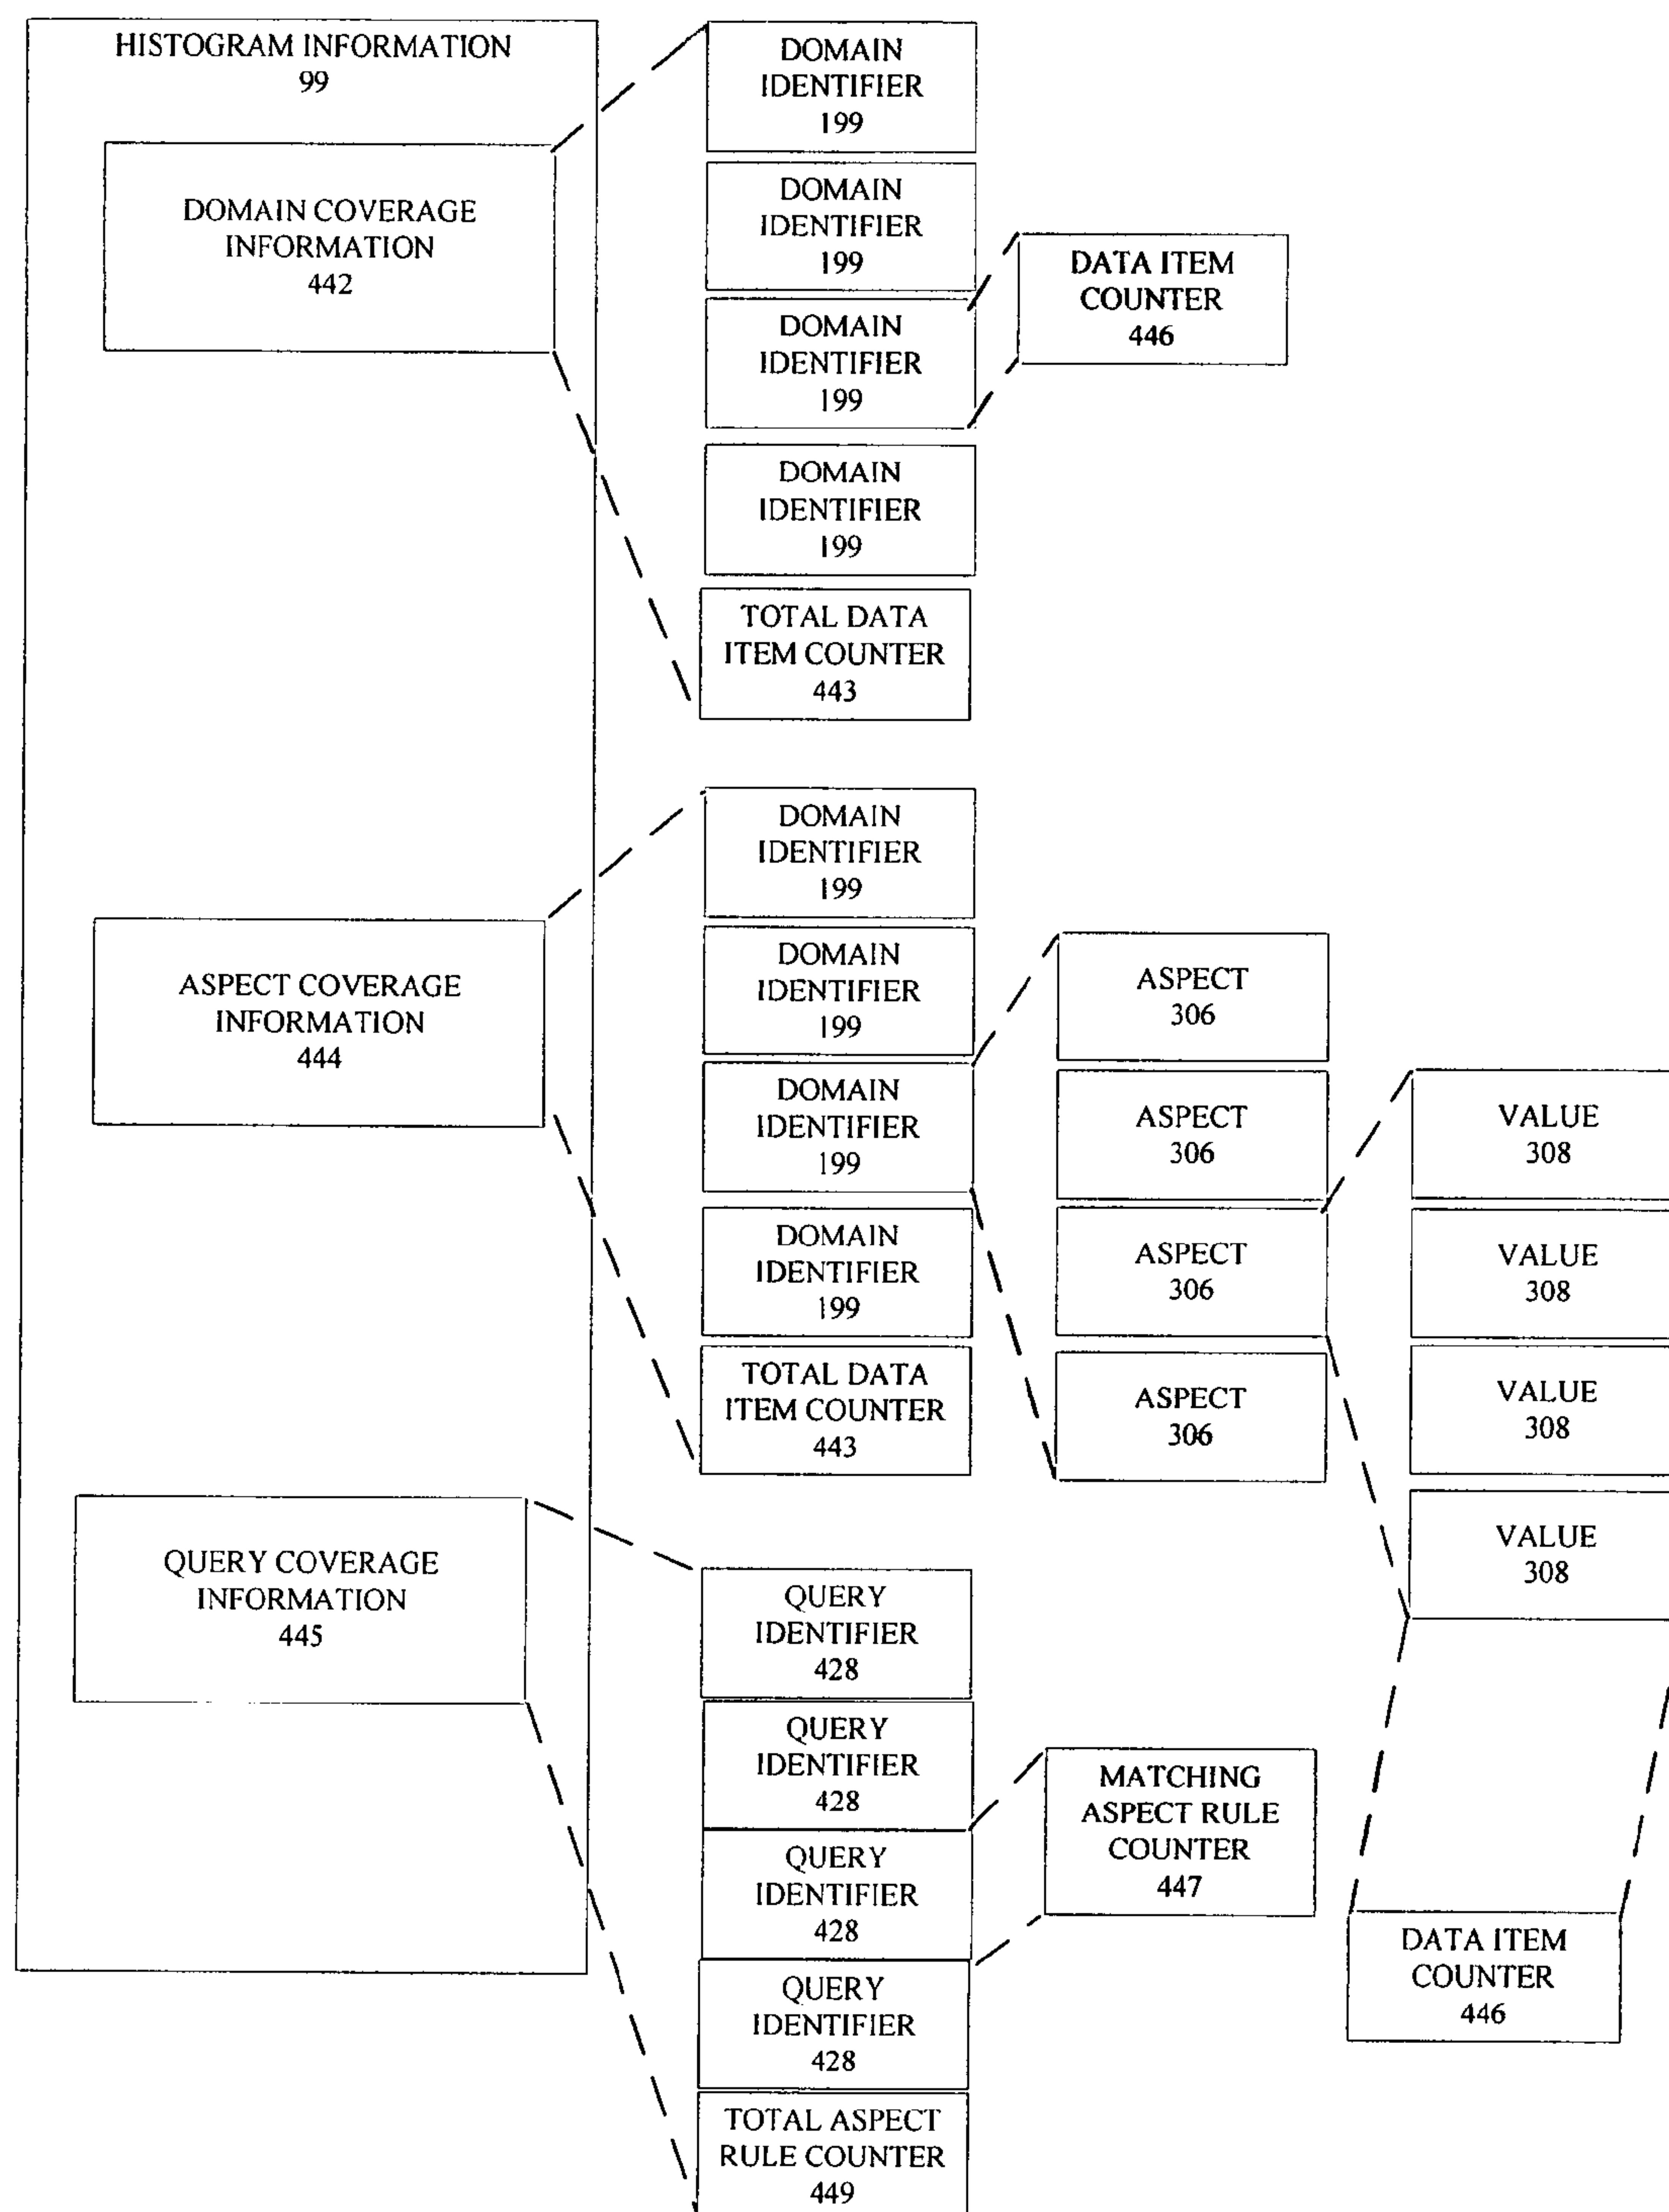 HISTOGRAM INFORMATION
99
DOMAIN COVERAGE
INFORMATION
442
DOMAIN
IDENTIFIER
199
DOMAIN
IDENTIFIER
199
DOMAIN
IDENTIFIER
199
DOMAIN
IDENTIFIER
199
TOTAL DATA
ITEM COUNTER
443
DATA ITEM
COUNTER
446
ASPECT COVERAGE
INFORMATION
444
DOMAIN
IDENTIFIER
199
DOMAIN
IDENTIFIER
199
DOMAIN
IDENTIFIER
199
DOMAIN
IDENTIFIER
199
TOTAL DATA
ITEM COUNTER
443
ASPECT
306
ASPECT
306
ASPECT
306
ASPECT
306
VALUE
308
VALUE
308
VALUE
308
VALUE
308
DATA ITEM
COUNTER
446
QUERY COVERAGE
INFORMATION
445
QUERY
IDENTIFIER
428
QUERY
IDENTIFIER
428
QUERY
IDENTIFIER
428
QUERY
IDENTIFIER
428
TOTAL ASPECT
RULE COUNTER
449
MATCHING
ASPECT RULE
COUNTER
447